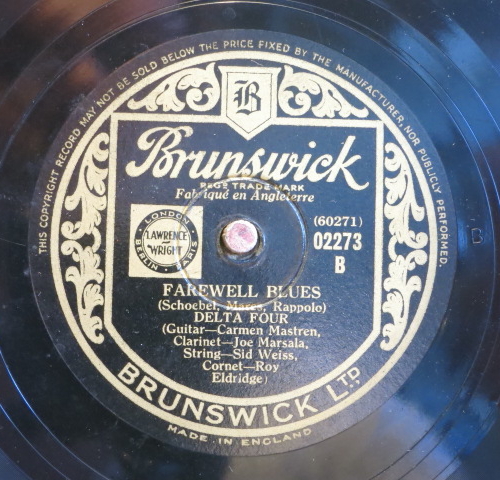 THIS COPYRIGHT RECORD MAY NOT BE SOLD BELOW THE PRICE FIXED BY THE MANUFACTURER, NOR PUBLICLY PERFORMED.
B
Brunswick
REGD TRADE MARK
Fabriqué en Angleterre
LONDON
LAWRENCE
WRIGHT
BERLIN · PARIS
(60271)
02273
B
FAREWELL BLUES
(Schoebel, Mares, Rappolo)
DELTA FOUR
(Guitar—Carmen Mastren,
Clarinet—Joe Marsala,
String—Sid Weiss,
Cornet—Roy
Eldridge)
BRUNSWICK LTD.
MADE IN ENGLAND
B